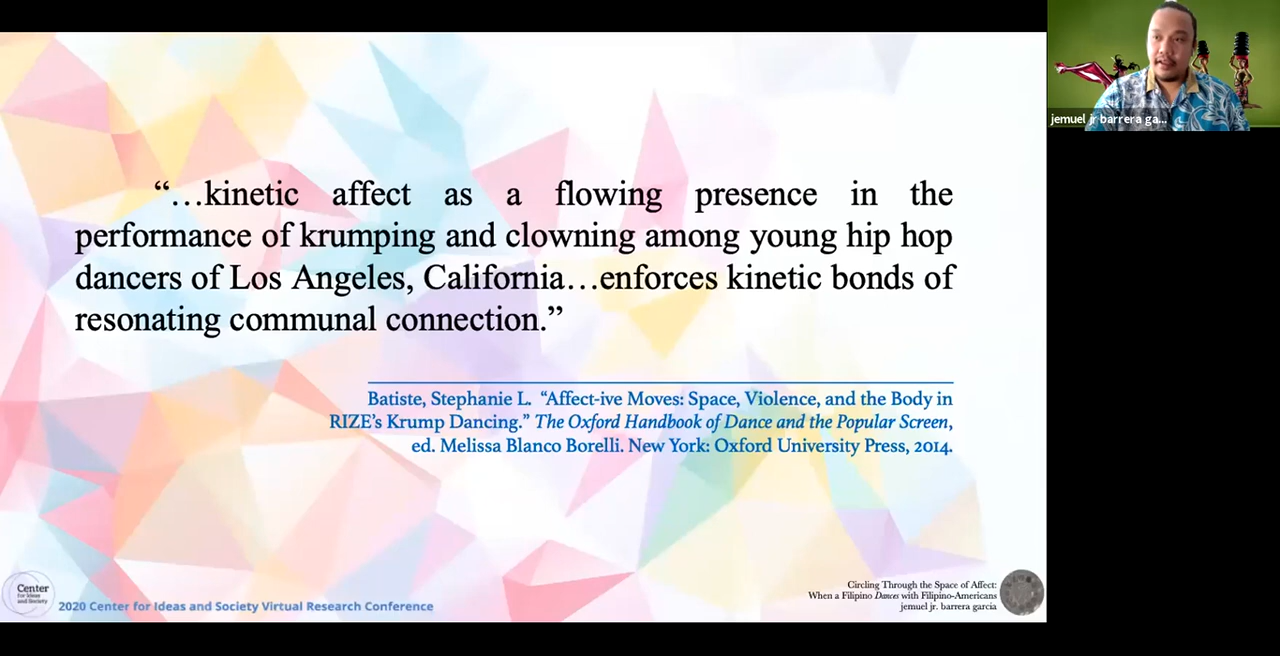 “…kinetic affect as a flowing presence in the
performance of krumping and clowning among young hip hop
dancers of Los Angeles, California…enforces kinetic bonds of
resonating communal connection.”
Batiste, Stephanie L. “Affect-ive Moves: Space, Violence, and the Body in
RIZE’s Krump Dancing.” The Oxford Handbook of Dance and the Popular Screen,
ed. Melissa Blanco Borelli. New York: Oxford University Press, 2014.
Center
for Ideas
and Society
2020 Center for Ideas and Society Virtual Research Conference
Circling Through the Space of Affect:
When a Filipino Dances with Filipino-Americans
jemuel jr. barrera garcia
jemuel jr barrera ga...